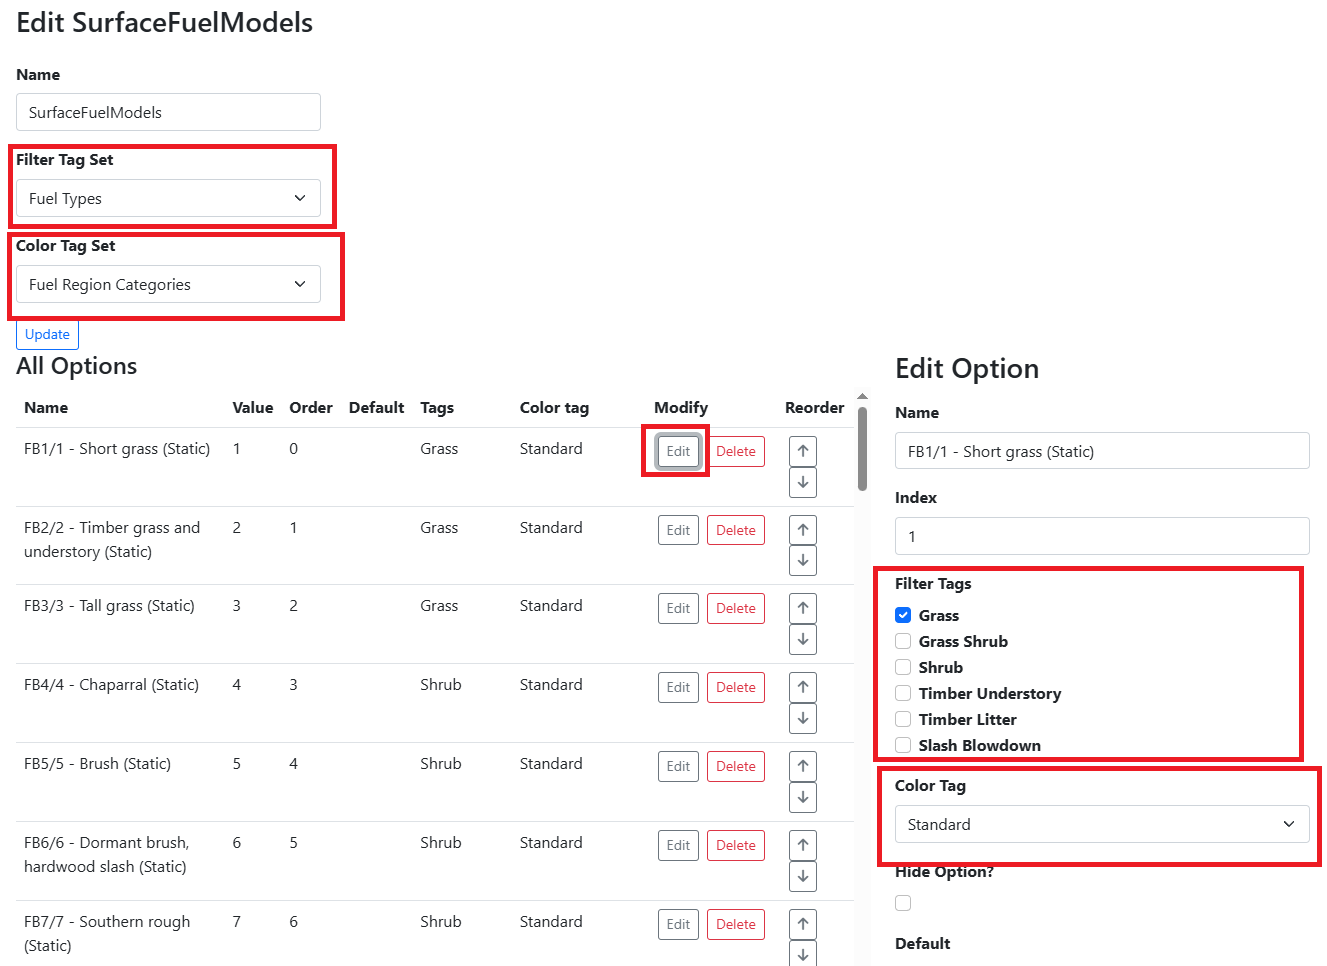 Edit SurfaceFuelModels
Name
SurfaceFuelModels
Filter Tag Set
Fuel Types
Color Tag Set
Fuel Region Categories
Update
All Options
Name Value Order Default Tags Color tag Modify Reorder
FB1/1 - Short grass (Static) 1 0 Grass Standard Edit Delete
FB2/2 - Timber grass and 2 1 Grass Standard Edit Delete
understory (Static)
FB3/3 - Tall grass (Static) 3 2 Grass Standard Edit Delete
FB4/4 - Chaparral (Static) 4 3 Shrub Standard Edit Delete
FB5/5 - Brush (Static) 5 4 Shrub Standard Edit Delete
FB6/6 - Dormant brush, 6 5 Shrub Standard Edit Delete
hardwood slash (Static)
FB7/7 - Southern rough 7 6 Shrub Standard Edit Delete
(Static)
Edit Option
Name
FB1/1 - Short grass (Static)
Index
1
Filter Tags
Grass
Grass Shrub
Shrub
Timber Understory
Timber Litter
Slash Blowdown
Color Tag
Standard
Hide Option?
Default